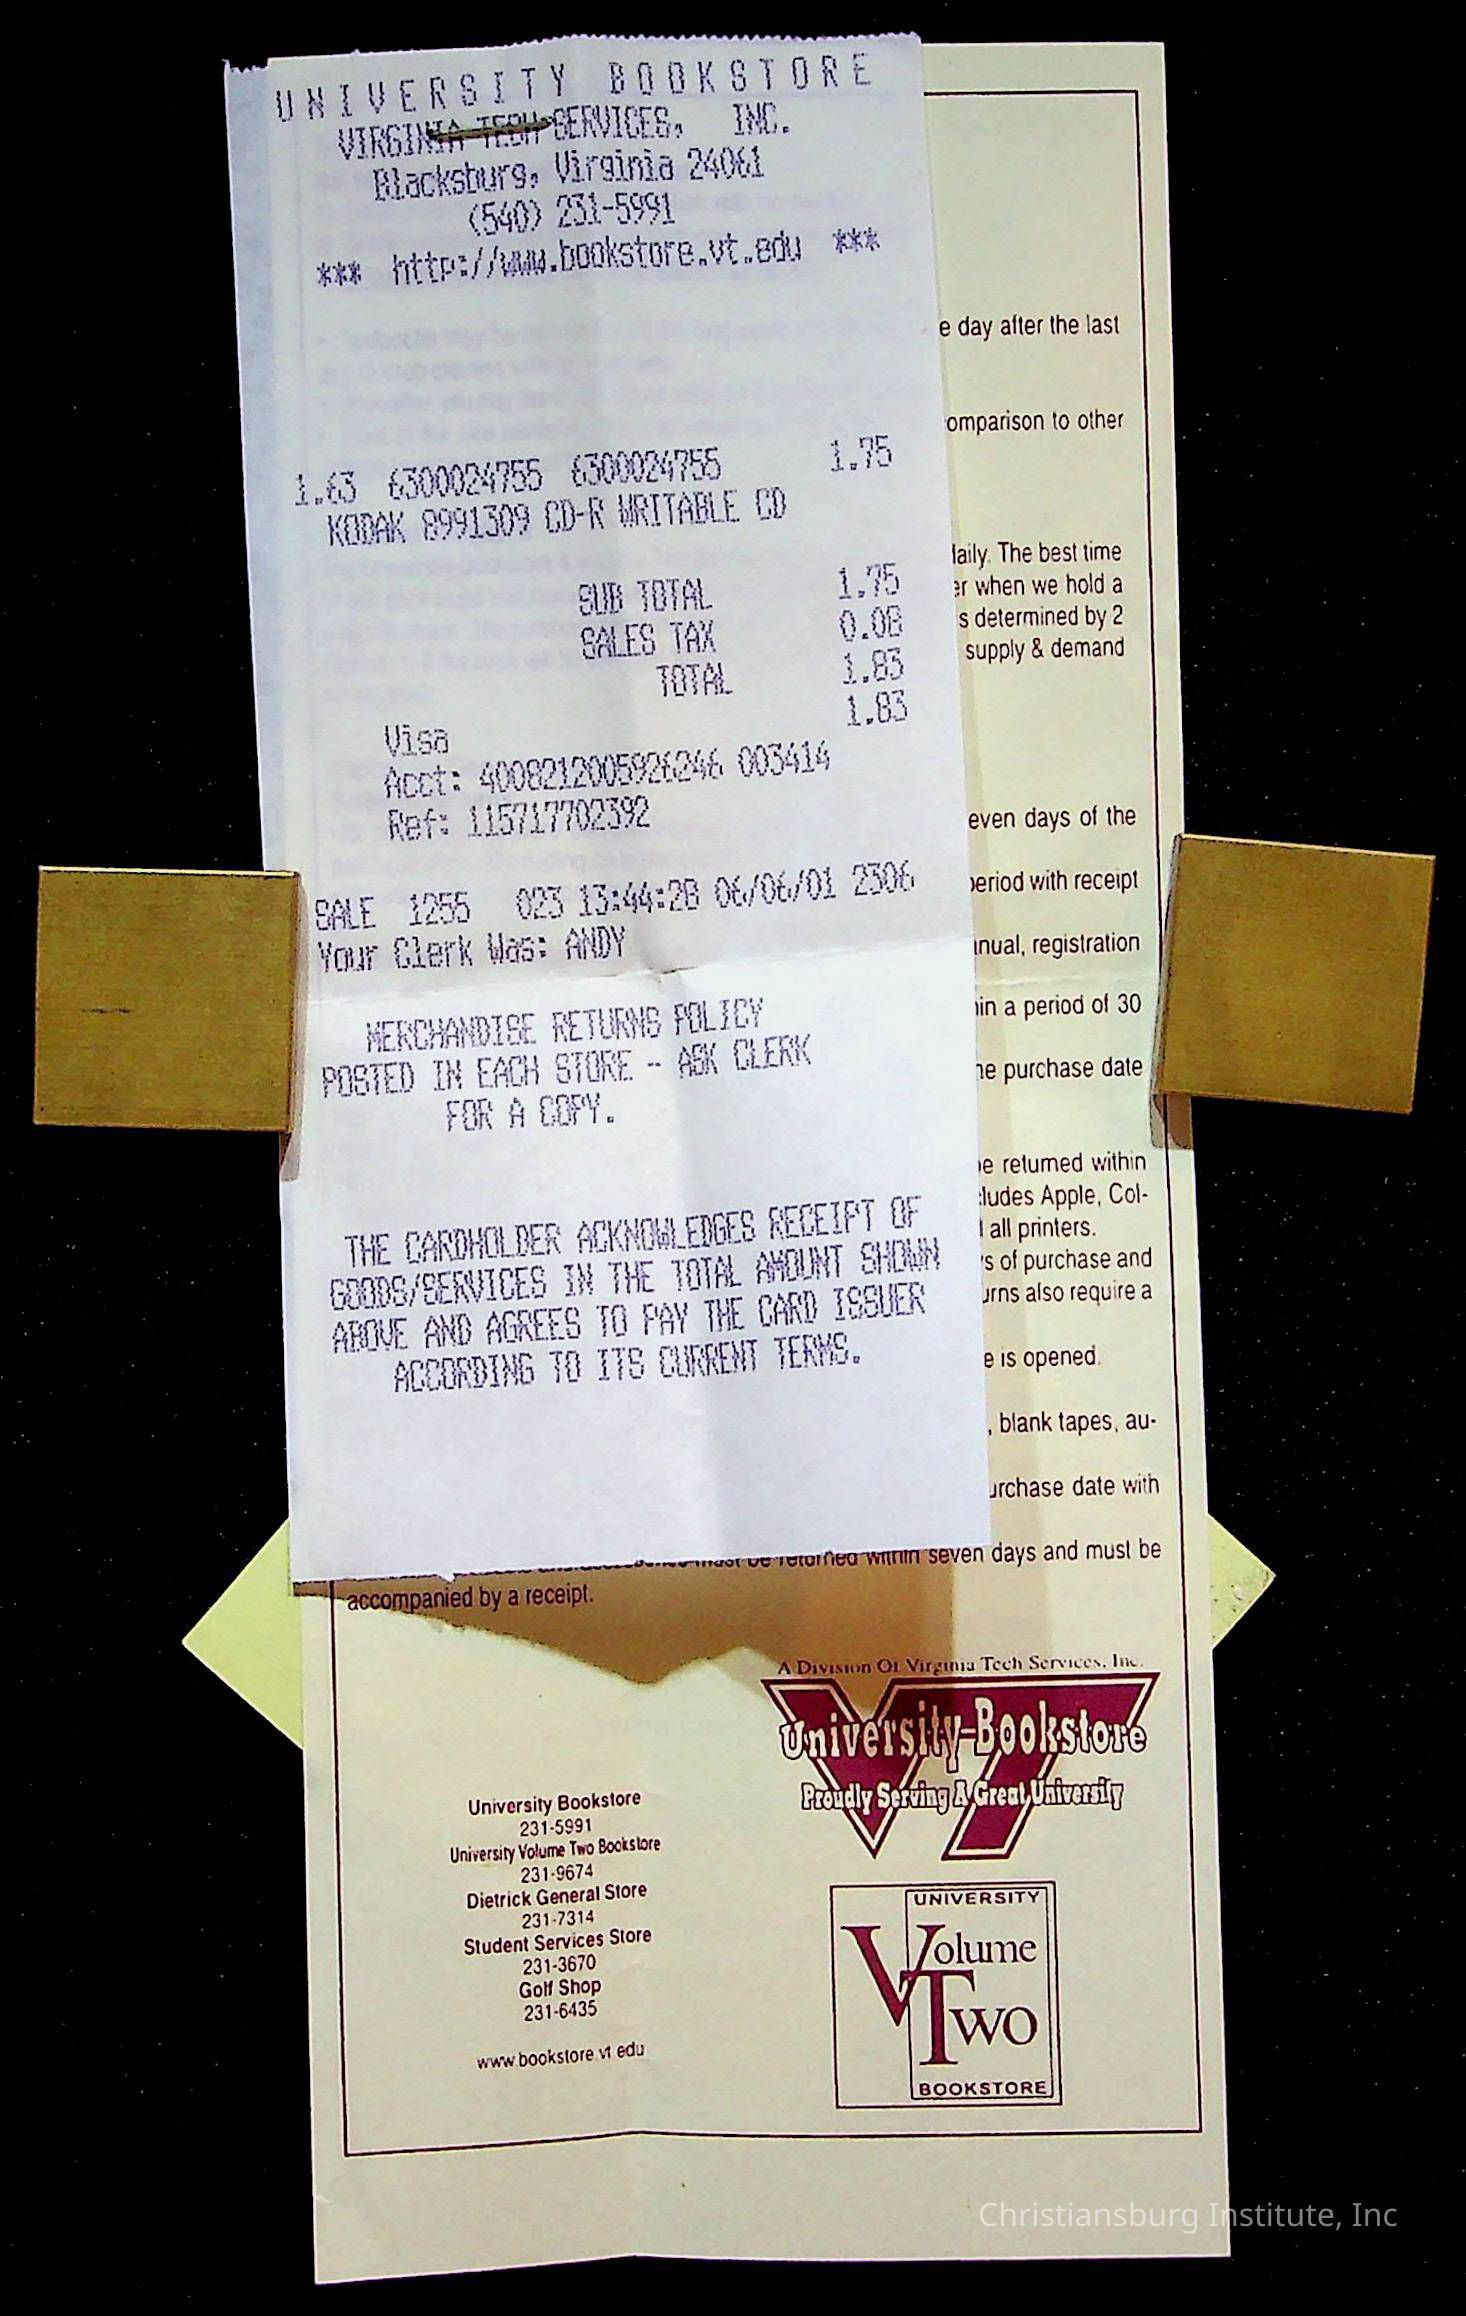 UNIVERSITY BOOKSTORE
VIRGINIA TECH SERVICES, INC.
Blacksburg, Virginia 24061
(540) 231-5991
*** http://www.bookstore.vt.edu ***
1.63 6300024755 6300024755 1.75
KODAK 8991309 CD-R WRITABLE CD
SUB TOTAL 1.75
SALES TAX 0.08
TOTAL 1.83
1.83
Visa
Acct: 4008212005926246 003414
Ref: 115717702392
SALE 1255 023 13:44:28 06/06/01 2306
Your Clerk Was: ANDY
MERCHANDISE RETURNS POLICY
POSTED IN EACH STORE - ASK CLERK
FOR A COPY.
THE CARDHOLDER ACKNOWLEDGES RECEIPT OF
GOODS/SERVICES IN THE TOTAL AMOUNT SHOWN
ABOVE AND AGREES TO PAY THE CARD ISSUER
ACCORDING TO ITS CURRENT TERMS.
e day after the last
omparison to other
daily. The best time
er when we hold a
s determined by 2
supply & demand
even days of the
period with receipt
nual, registration
in a period of 30
he purchase date
be returned within
cludes Apple, Col-
all printers.
s of purchase and
urns also require a
e is opened.
, blank tapes, au-
urchase date with
must be returned within seven days and must be
accompanied by a receipt.
A Division Of Virginia Tech Services, Inc.
University Bookstore
Proudly Serving A Great University
University Bookstore
231-5991
University Volume Two Bookstore
231-9674
Dietrick General Store
231-7314
Student Services Store
231-3670
Golf Shop
231-6435
www.bookstore.vt.edu
UNIVERSITY
Volume
Two
BOOKSTORE
Christiansburg Institute, Inc